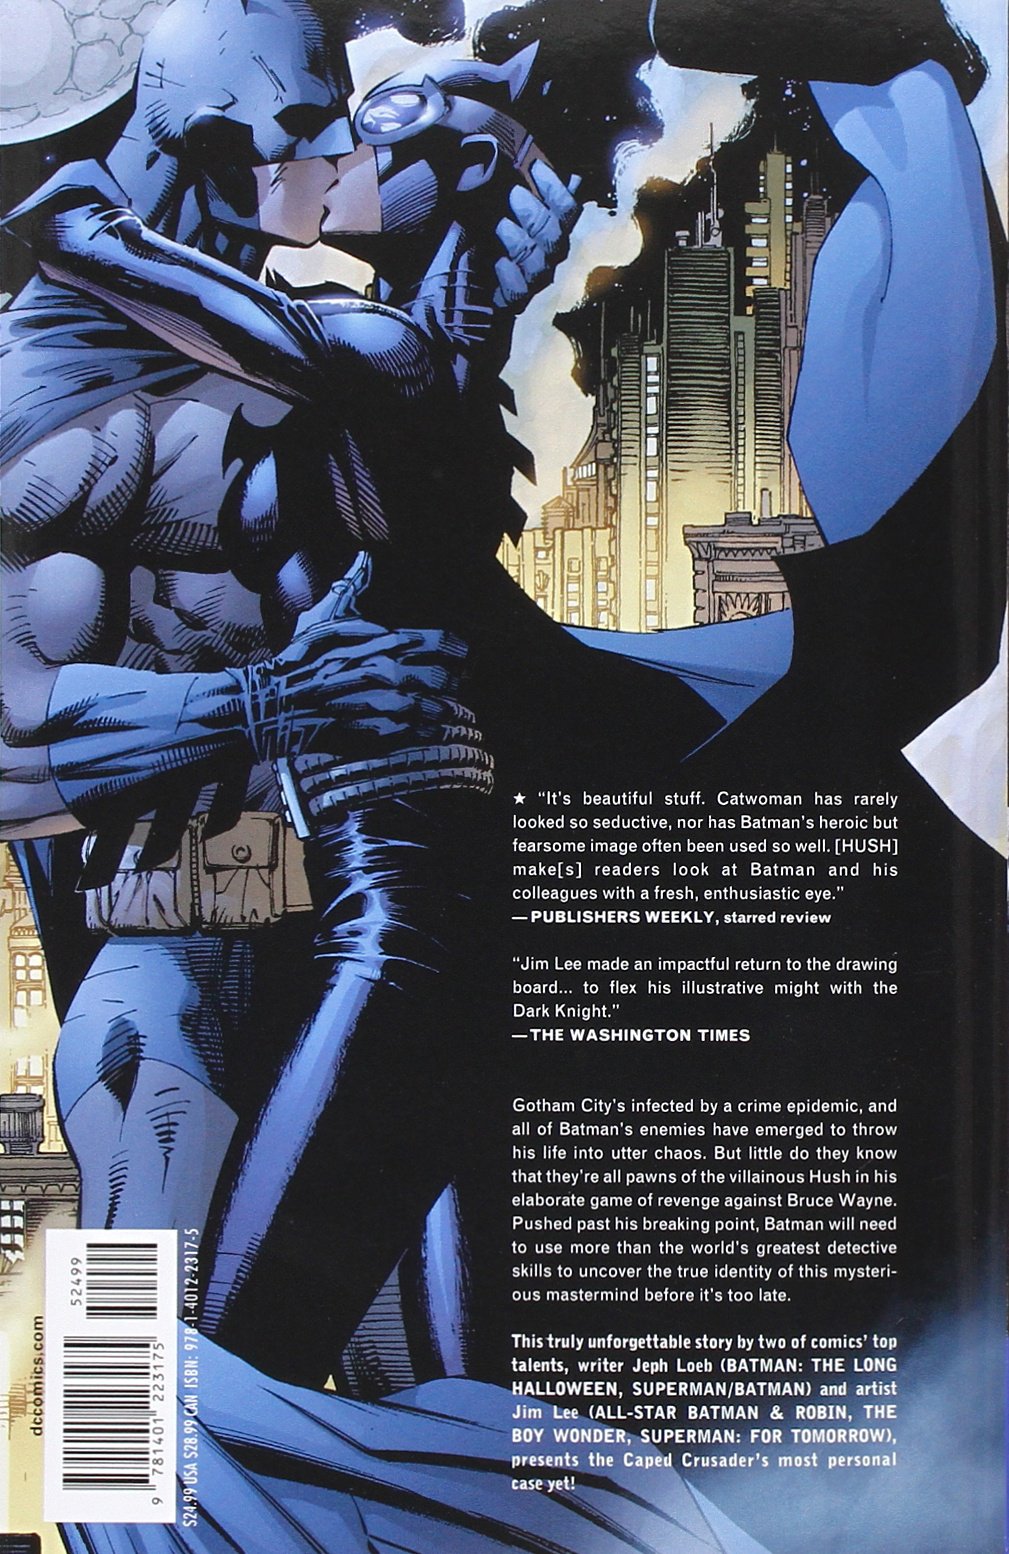 ★ “It's beautiful stuff. Catwoman has rarely
looked so seductive, nor has Batman's heroic but
fearsome image often been used so well. [HUSH]
make[s] readers look at Batman and his
colleagues with a fresh, enthusiastic eye.”
—PUBLISHERS WEEKLY, starred review
“Jim Lee made an impactful return to the drawing
board... to flex his illustrative might with the
Dark Knight.”
—THE WASHINGTON TIMES
Gotham City's infected by a crime epidemic, and
all of Batman's enemies have emerged to throw
his life into utter chaos. But little do they know
that they're all pawns of the villainous Hush in his
elaborate game of revenge against Bruce Wayne.
Pushed past his breaking point, Batman will need
to use more than the world's greatest detective
skills to uncover the true identity of this mysteri-
ous mastermind before it's too late.
This truly unforgettable story by two of comics' top
talents, writer Jeph Loeb (BATMAN: THE LONG
HALLOWEEN, SUPERMAN/BATMAN) and artist
Jim Lee (ALL-STAR BATMAN & ROBIN, THE
BOY WONDER, SUPERMAN: FOR TOMORROW),
presents the Caped Crusader's most personal
case yet!
dccomics.com
52499
9 781401 223175
$24.99 USA $28.99 CAN ISBN: 978-1-4012-2317-5